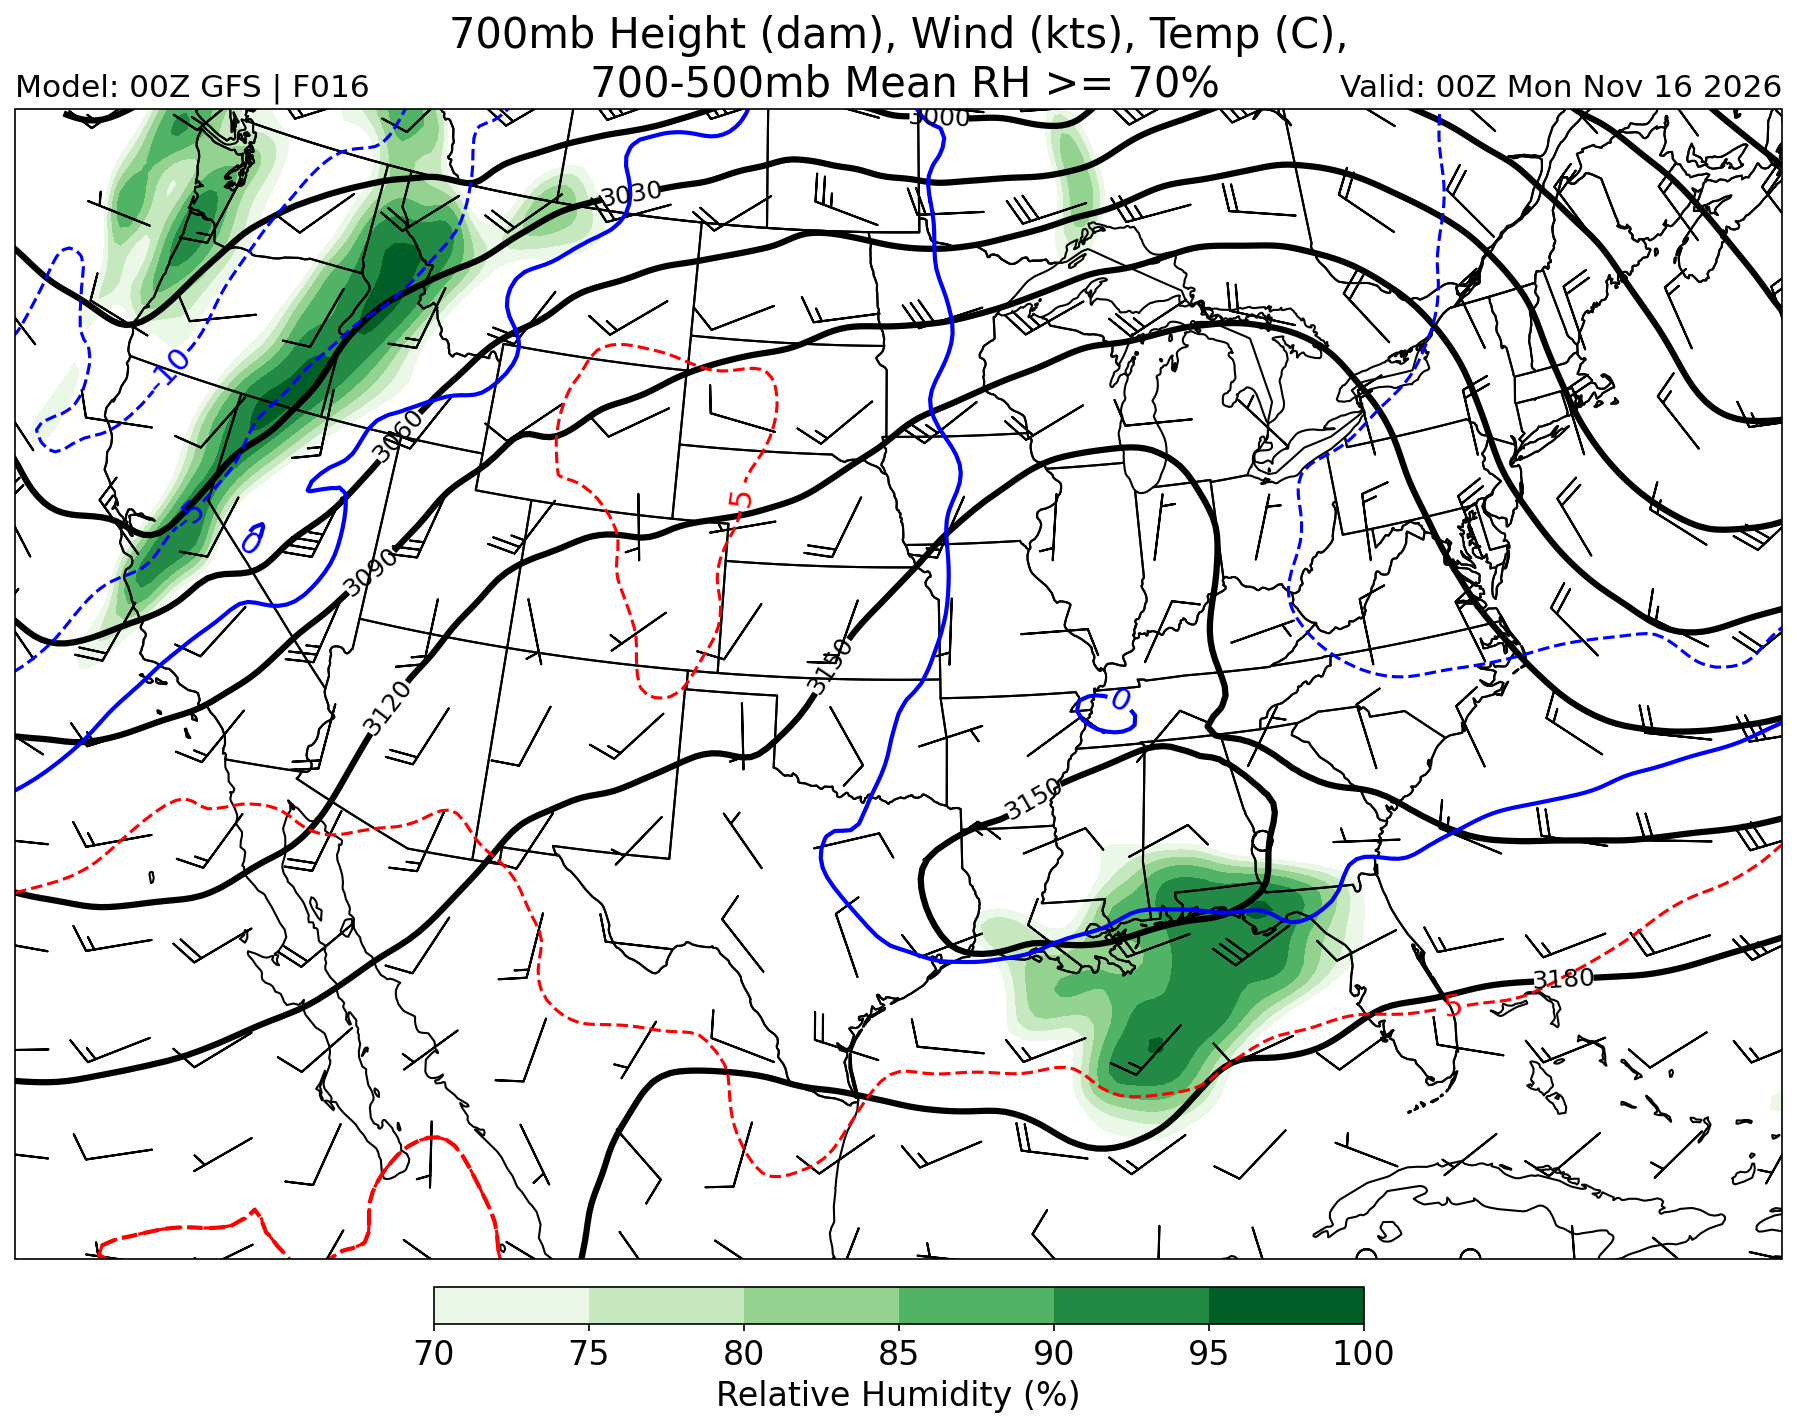 700mb Height (dam), Wind (kts), Temp (C),
Model: 00Z GFS | F016
700-500mb Mean RH >= 70%
Valid: 00Z Mon Nov 16 2026
3000
3030
-10
3060
5
-5
0
3090
3150
0
3120
3150
3180
5
70 75 80 85 90 95 100
Relative Humidity (%)